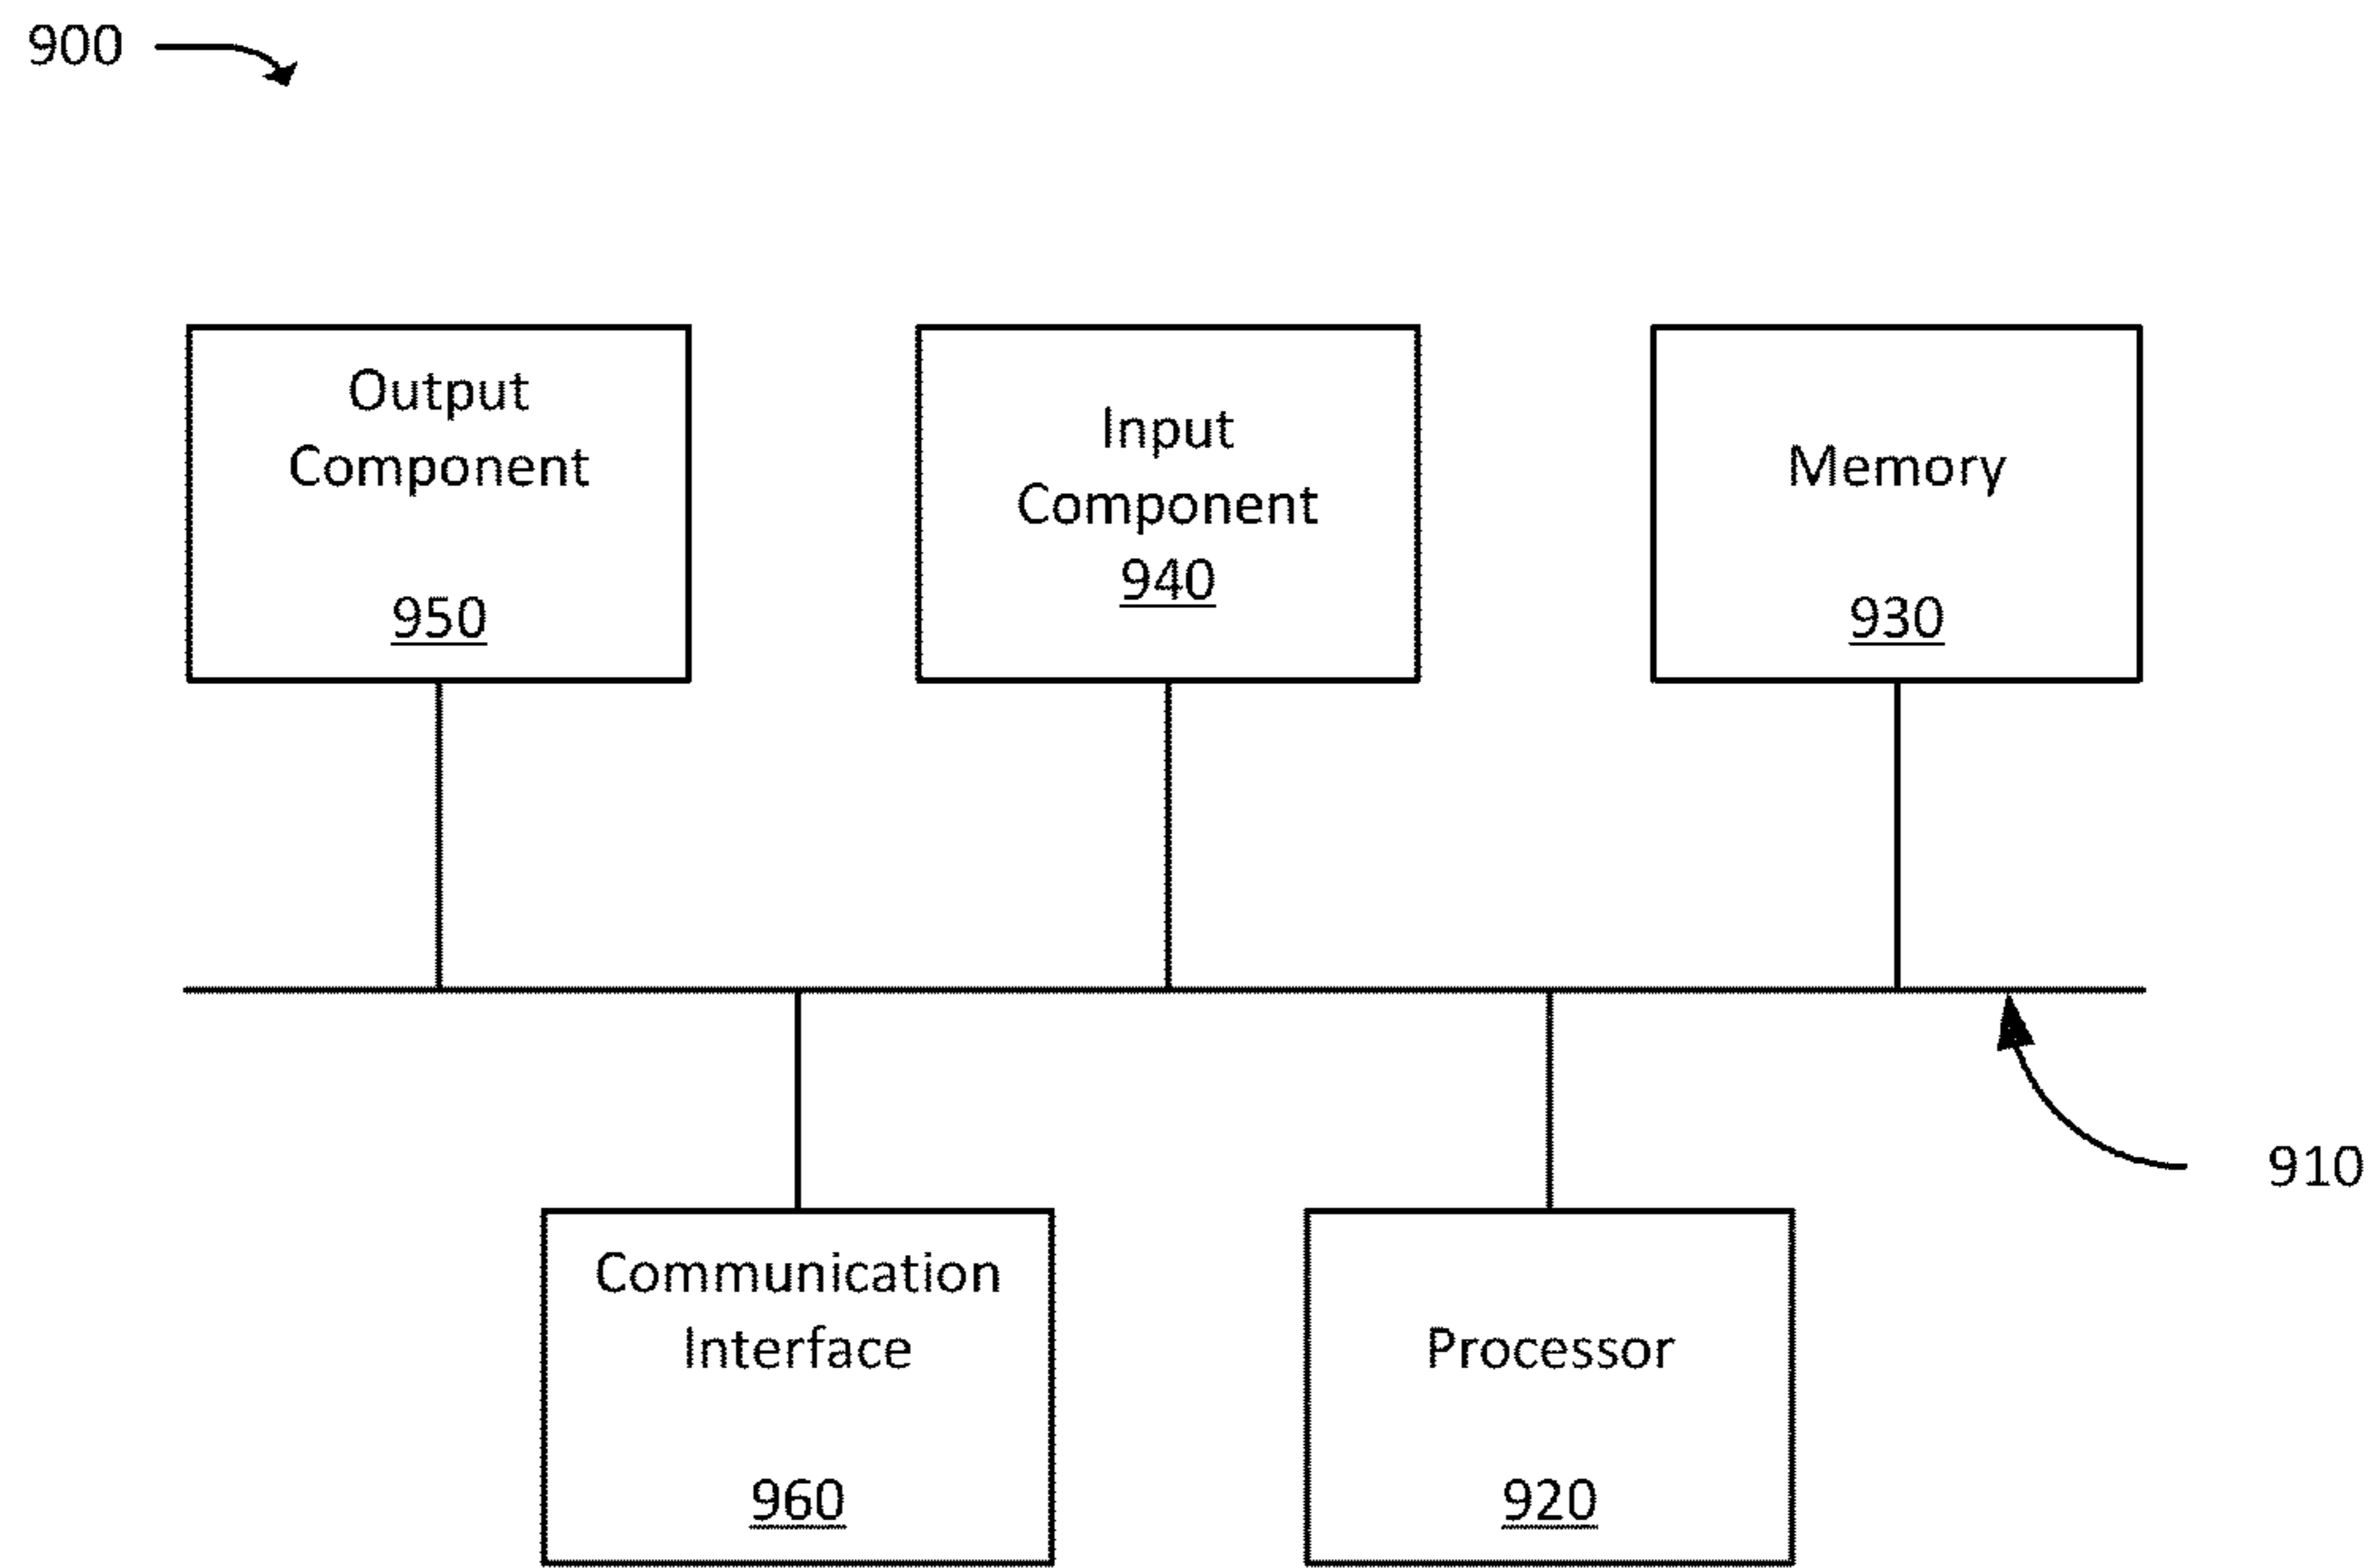 900
Output
Component
950
Input
Component
940
Memory
930
910
Communication
Interface
960
Processor
920